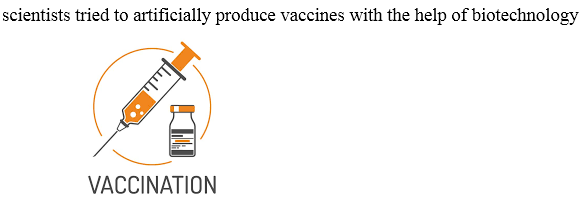 scientists tried to artificially produce vaccines with the help of biotechnology
VACCINATION